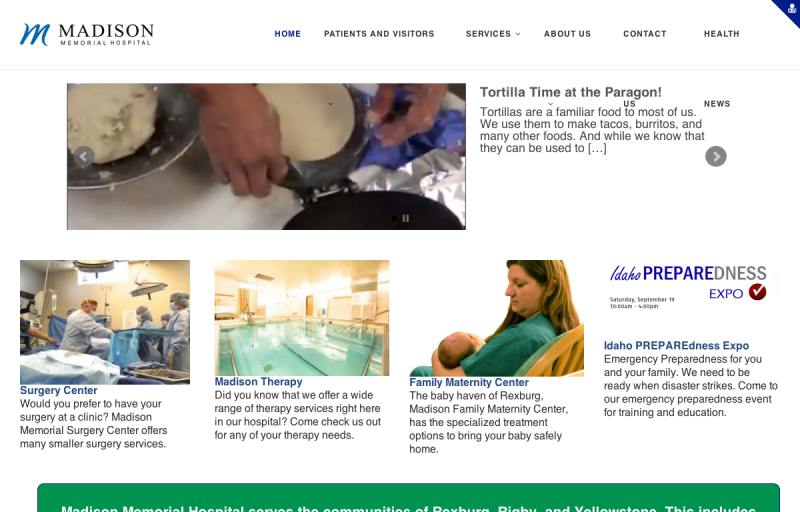 MADISON
MEMORIAL HOSPITAL
HOME
PATIENTS AND VISITORS
SERVICES
ABOUT US
CONTACT
US
HEALTH
NEWS
Tortilla Time at the Paragon!
Tortillas are a familiar food to most of us.
We use them to make tacos, burritos, and
many other foods. And while we know that
they can be used to […]
Surgery Center
Would you prefer to have your
surgery at a clinic? Madison
Memorial Surgery Center offers
many smaller surgery services.
Madison Therapy
Did you know that we offer a wide
range of therapy services right here
in our hospital? Come check us out
for any of your therapy needs.
Family Maternity Center
The baby haven of Rexburg,
Madison Family Maternity Center,
has the specialized treatment
options to bring your baby safely
home.
Idaho PREPAREDNESS
EXPO
Saturday, September 19
10:00am - 4:00pm
Idaho PREPAREdness Expo
Emergency Preparedness for you
and your family. We need to be
ready when disaster strikes. Come to
our emergency preparedness event
for training and education.
Madison Memorial Hospital serves the communities of Rexburg, Rigby, and Yellowstone. This includes